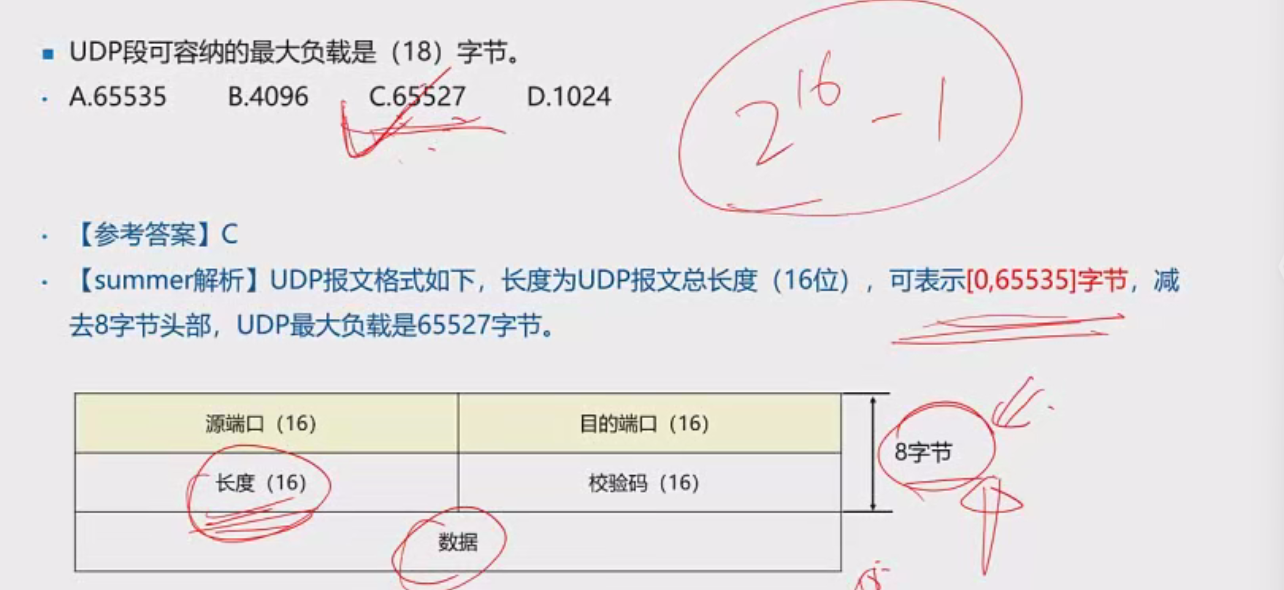 UDP段可容纳的最大负载是（18）字节。
A.65535 B.4096 C.65527 D.1024
2^16 - 1
【参考答案】C
【summer解析】UDP报文格式如下，长度为UDP报文总长度（16位），可表示[0,65535]字节，减
去8字节头部，UDP最大负载是65527字节。
源端口（16） 目的端口（16）
8字节
长度（16） 校验码（16）
数据